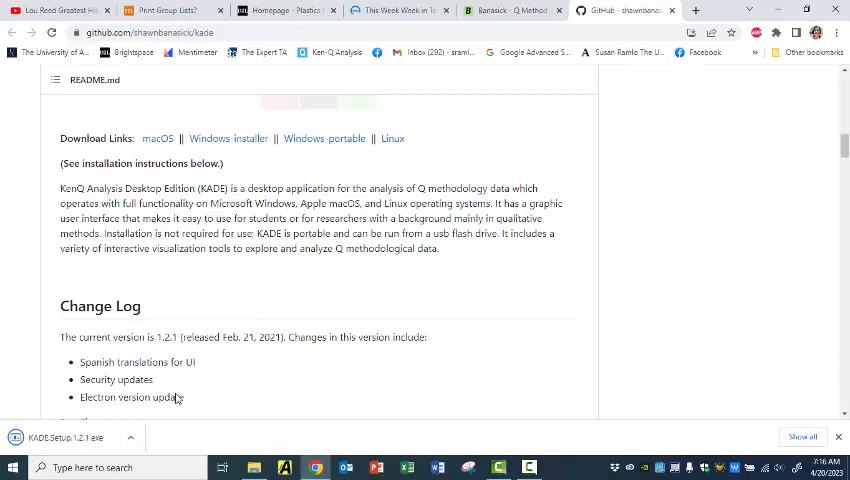 Lou Reed Greatest Hi
Print Group Lists?
Homepage - Plastics
This Week Week in Te
Banasick - Q Method
GitHub - shawnbanas
github.com/shawnbanasick/kade
The University of A
Brightspace
Mentimeter
The Expert TA
Ken-Q Analysis
Inbox (292) - sraml
Google Advanced S
Susan Ramlo The U
Facebook
Other bookmarks
README.md
Download Links: macOS || Windows-installer || Windows-portable || Linux
(See installation instructions below.)
KenQ Analysis Desktop Edition (KADE) is a desktop application for the analysis of Q methodology data which
operates with full functionality on Microsoft Windows, Apple macOS, and Linux operating systems. It has a graphic
user interface that makes it easy to use for students or for researchers with a background mainly in qualitative
methods. Installation is not required for use; KADE is portable and can be run from a usb flash drive. It includes a
variety of interactive visualization tools to explore and analyze Q methodological data.
Change Log
The current version is 1.2.1 (released Feb. 21, 2021). Changes in this version include:
Spanish translations for UI
Security updates
Electron version update
KADE.Setup.1.2.1.exe
Show all
Type here to search
7:16 AM
4/20/2023